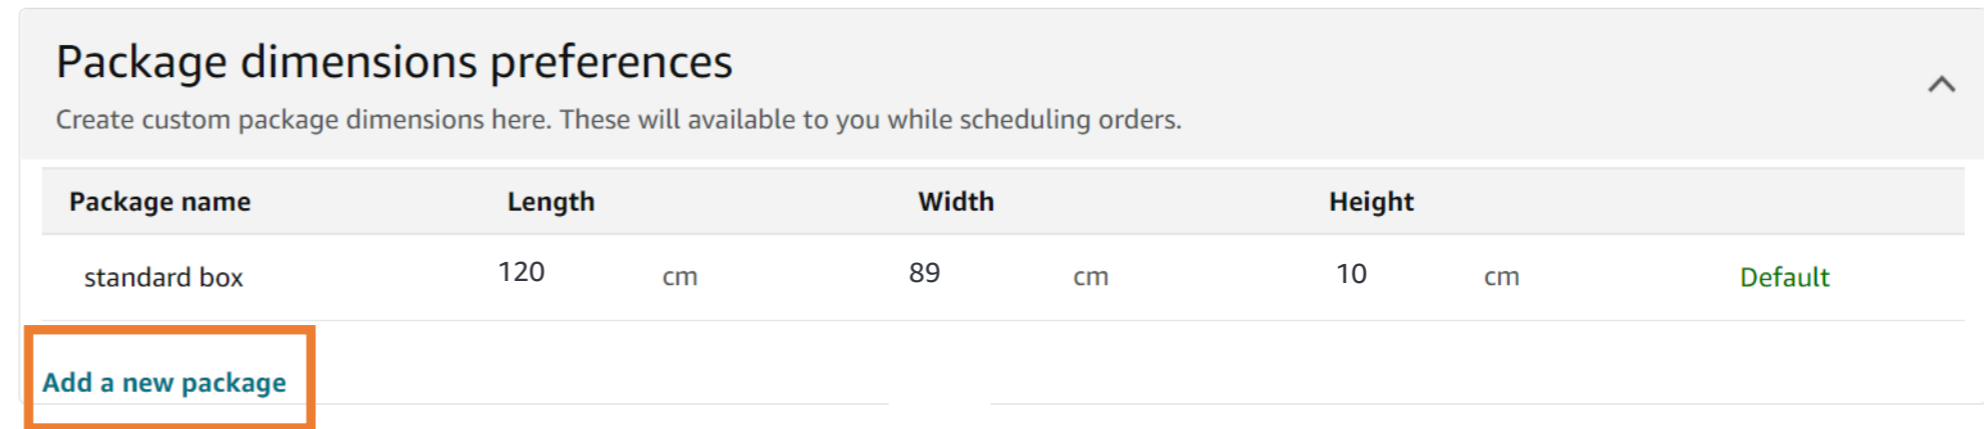 Package dimensions preferences
Create custom package dimensions here. These will available to you while scheduling orders.
Package name Length Width Height
standard box 120 cm 89 cm 10 cm Default
Add a new package